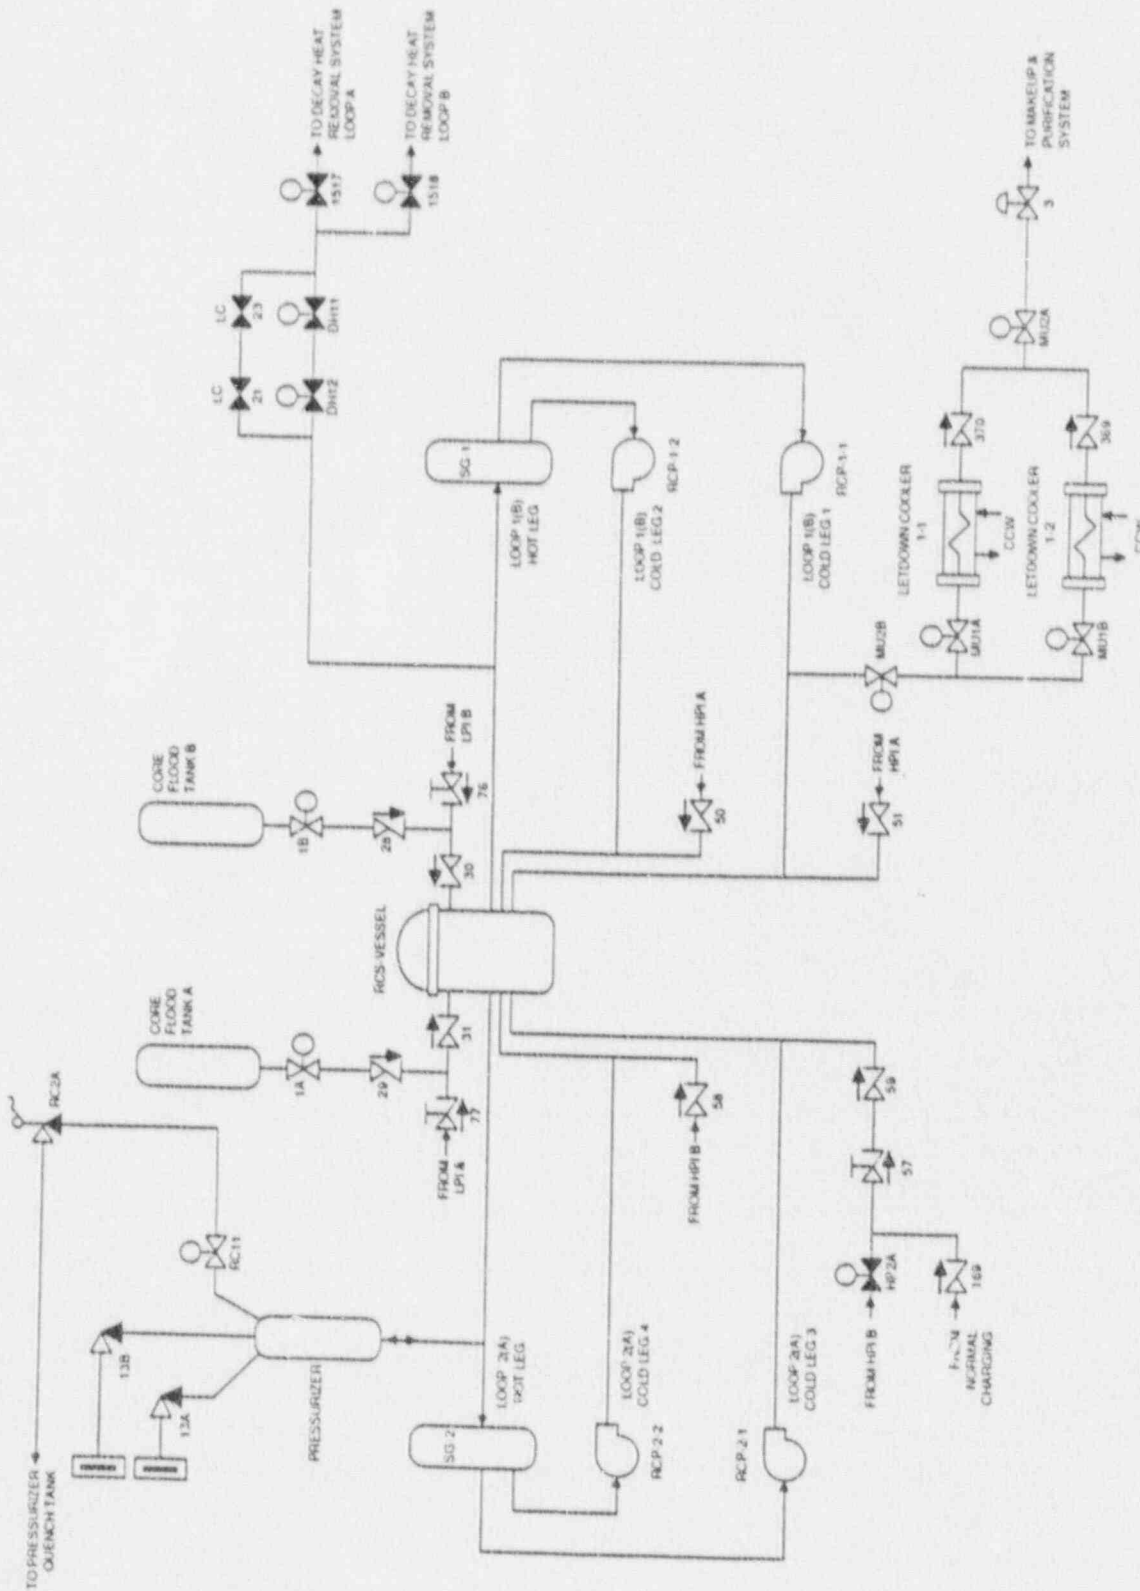 TO PRESSURIZER
QUENCH TANK
RC2A
13B
13A
RC11
PRESSURIZER
CORE
FLOOD
TANK A
1A
29
31
77
FROM
LPI A
RCS-VESSEL
CORE
FLOOD
TANK B
1B
28
30
76
FROM
LPI B
LC
21
LC
23
DH12
DH11
1517
TO DECAY HEAT
REMOVAL SYSTEM
LOOP A
1518
TO DECAY HEAT
REMOVAL SYSTEM
LOOP B
SG-2
LOOP 2(A)
HOT LEG
RCP-2-2
LOOP 2(A)
COLD LEG 4
FROM HPI B
58
RCP-2-1
LOOP 2(A)
COLD LEG 3
FROM HPI B
HP2A
57
59
NORMAL
CHARGING
169
SG-1
LOOP 1(B)
HOT LEG
RCP-1-2
LOOP 1(B)
COLD LEG 2
50
FROM HPI A
RCP-1-1
LOOP 1(B)
COLD LEG 1
51
FROM
HPI A
MU2B
LETDOWN COOLER
1-1
MU1A
CCW
370
LETDOWN COOLER
1-2
MU1B
CCW
369
MU2A
3
TO MAKEUP &
PURIFICATION
SYSTEM